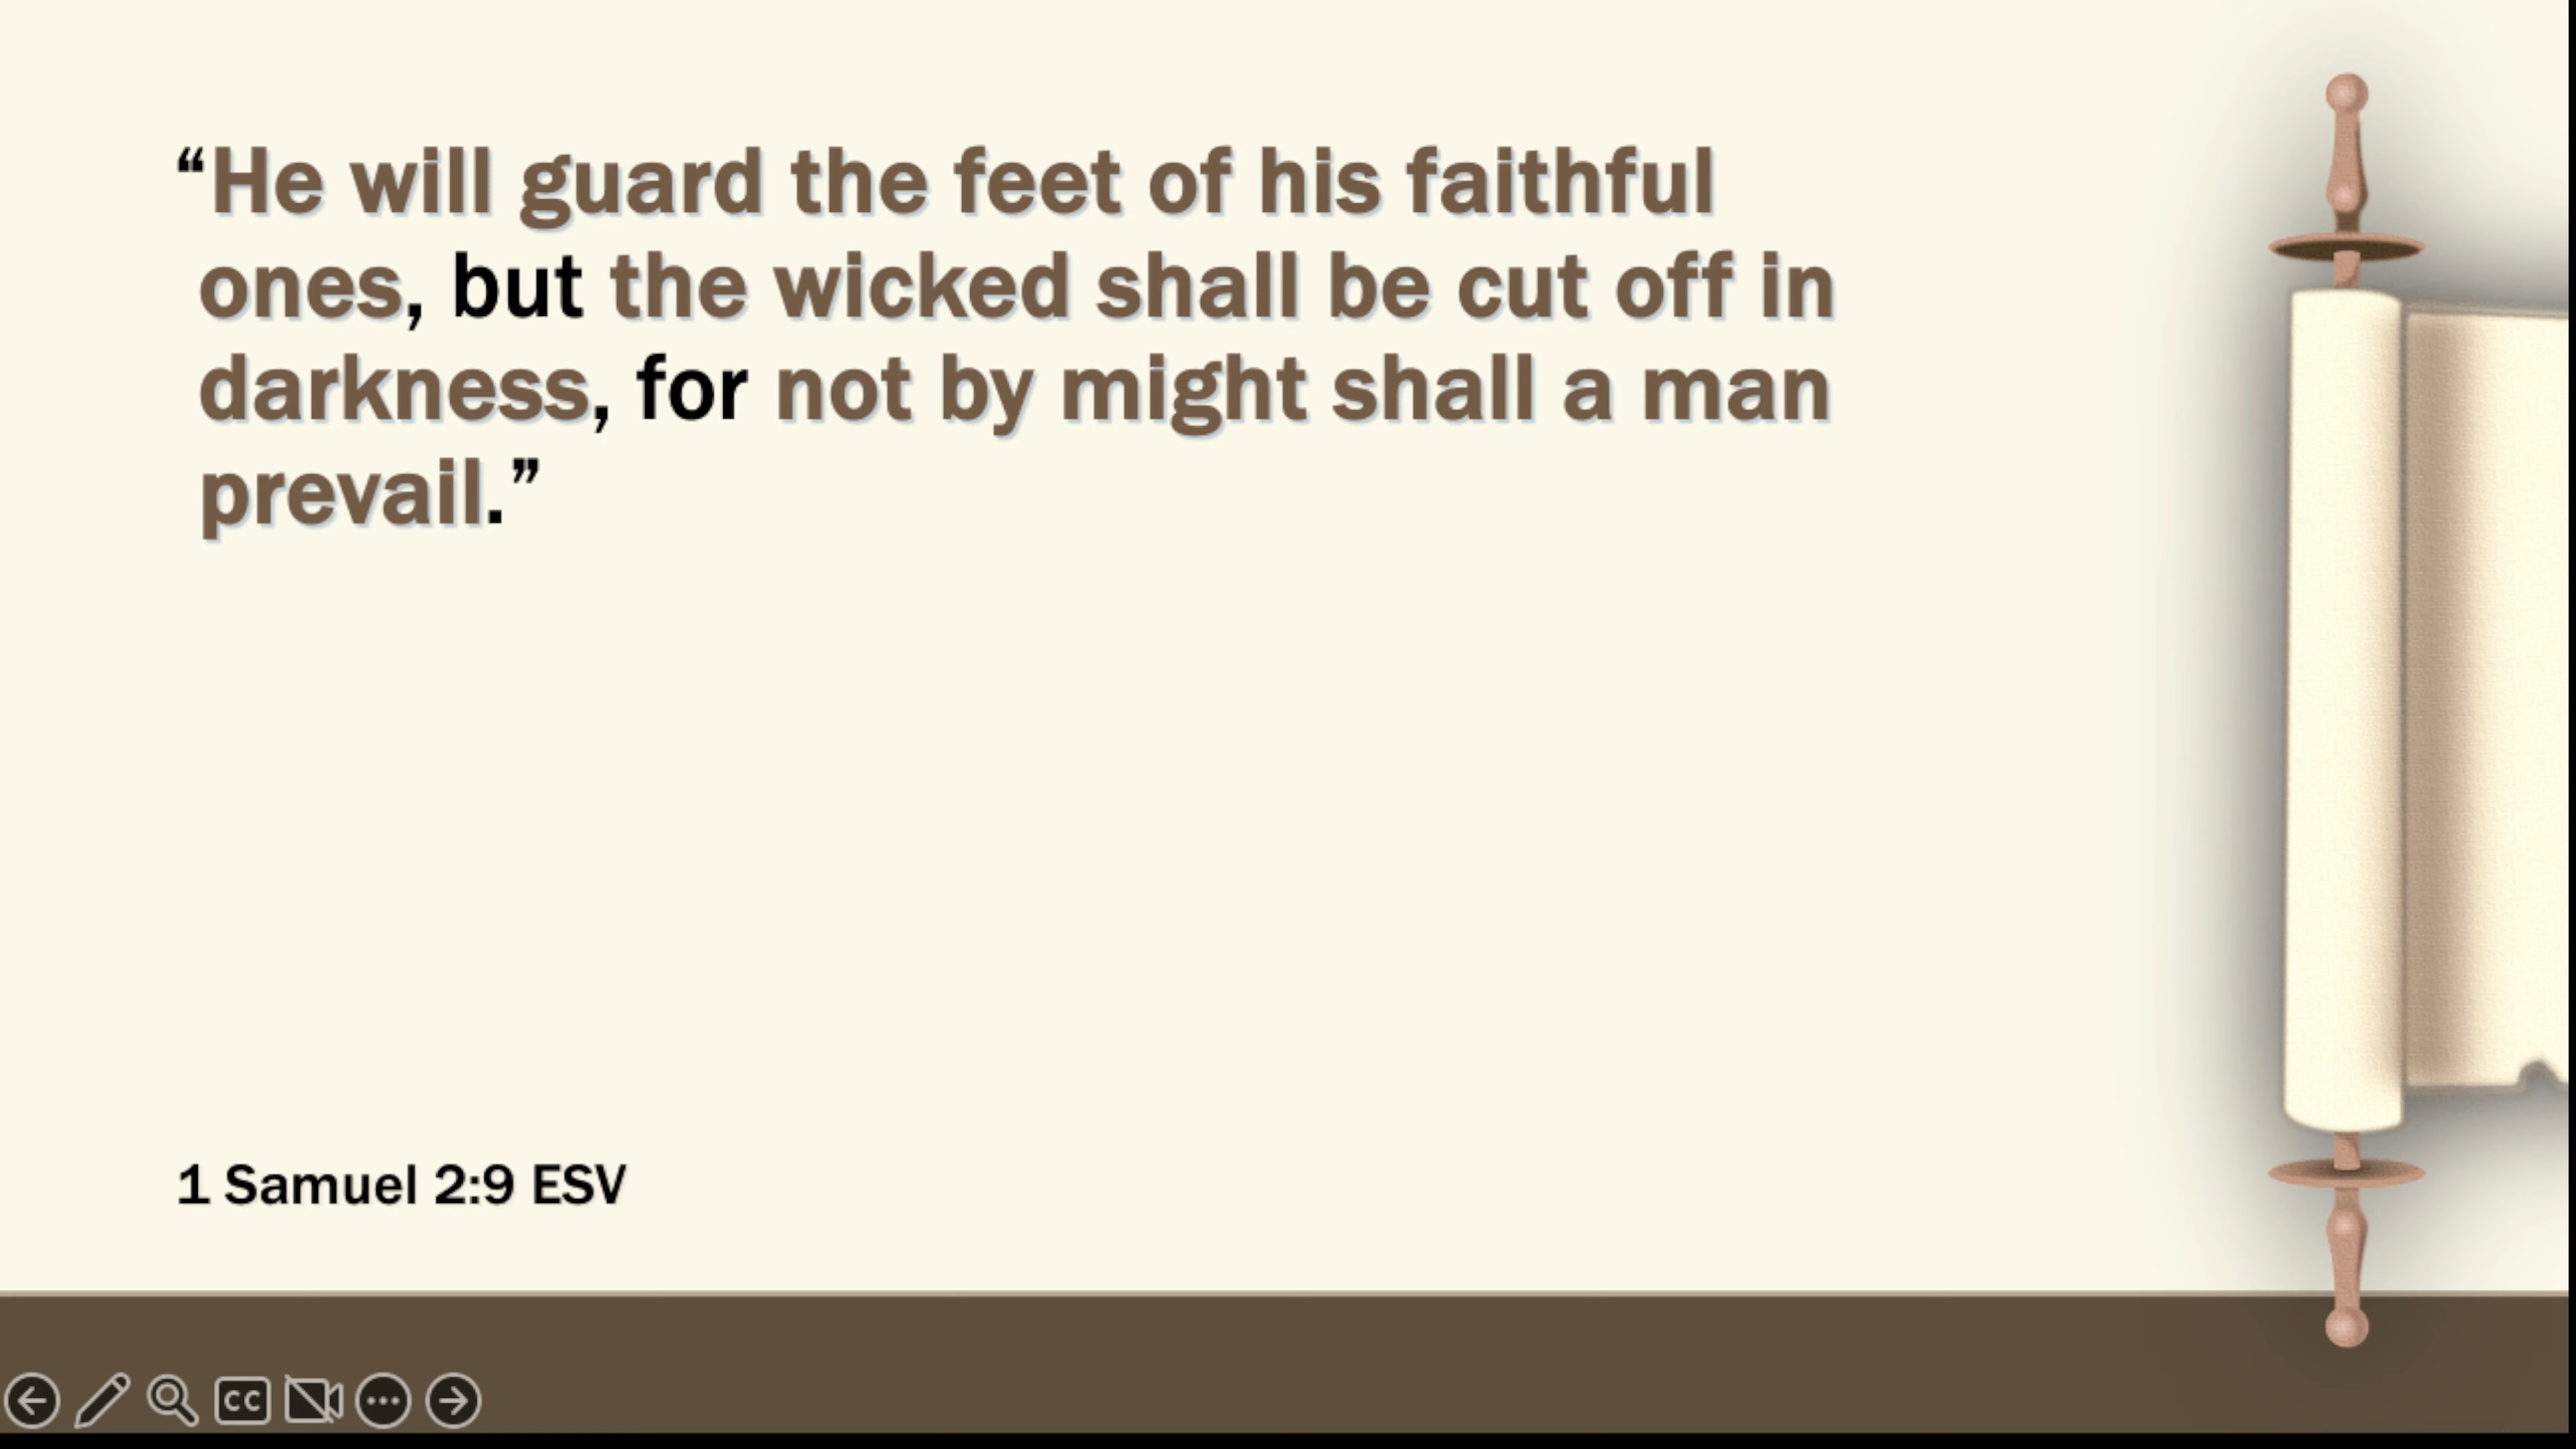 “He will guard the feet of his faithful
ones, but the wicked shall be cut off in
darkness, for not by might shall a man
prevail.”
1 Samuel 2:9 ESV
CC